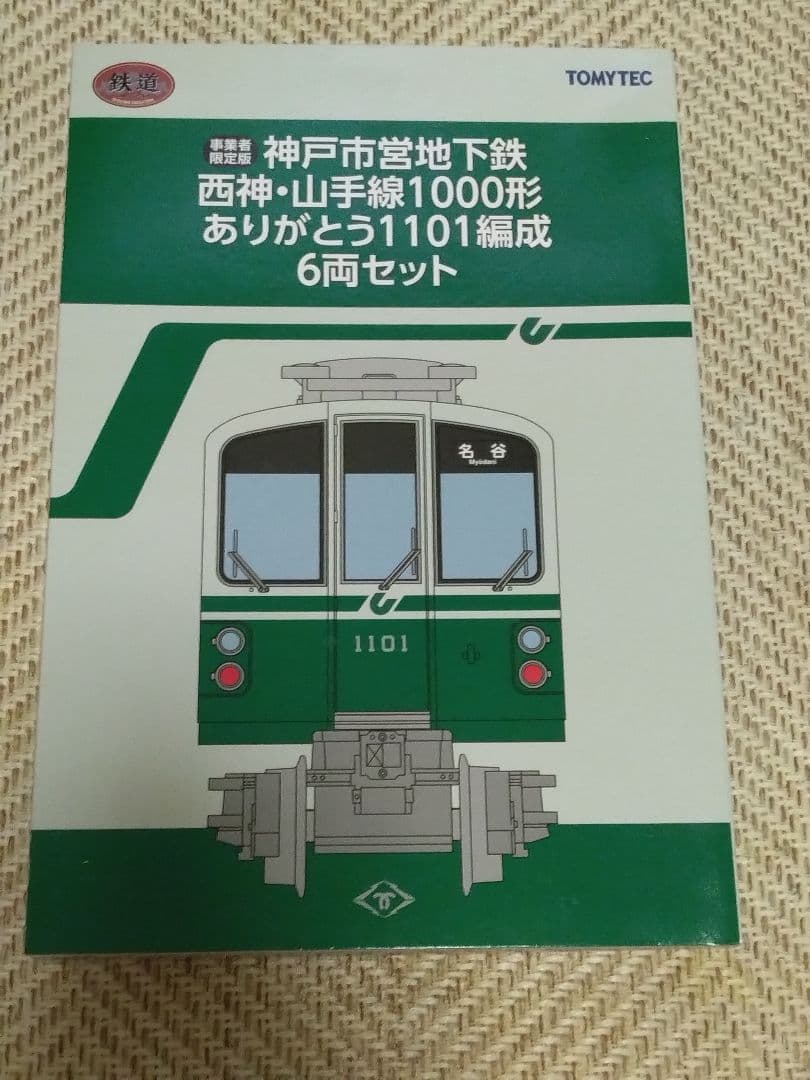 鉄道
TOMYTEC
事業者
限定版
神戸市営地下鉄
西神・山手線1000形
ありがとう1101編成
6両セット
名谷
Myōdani
1101